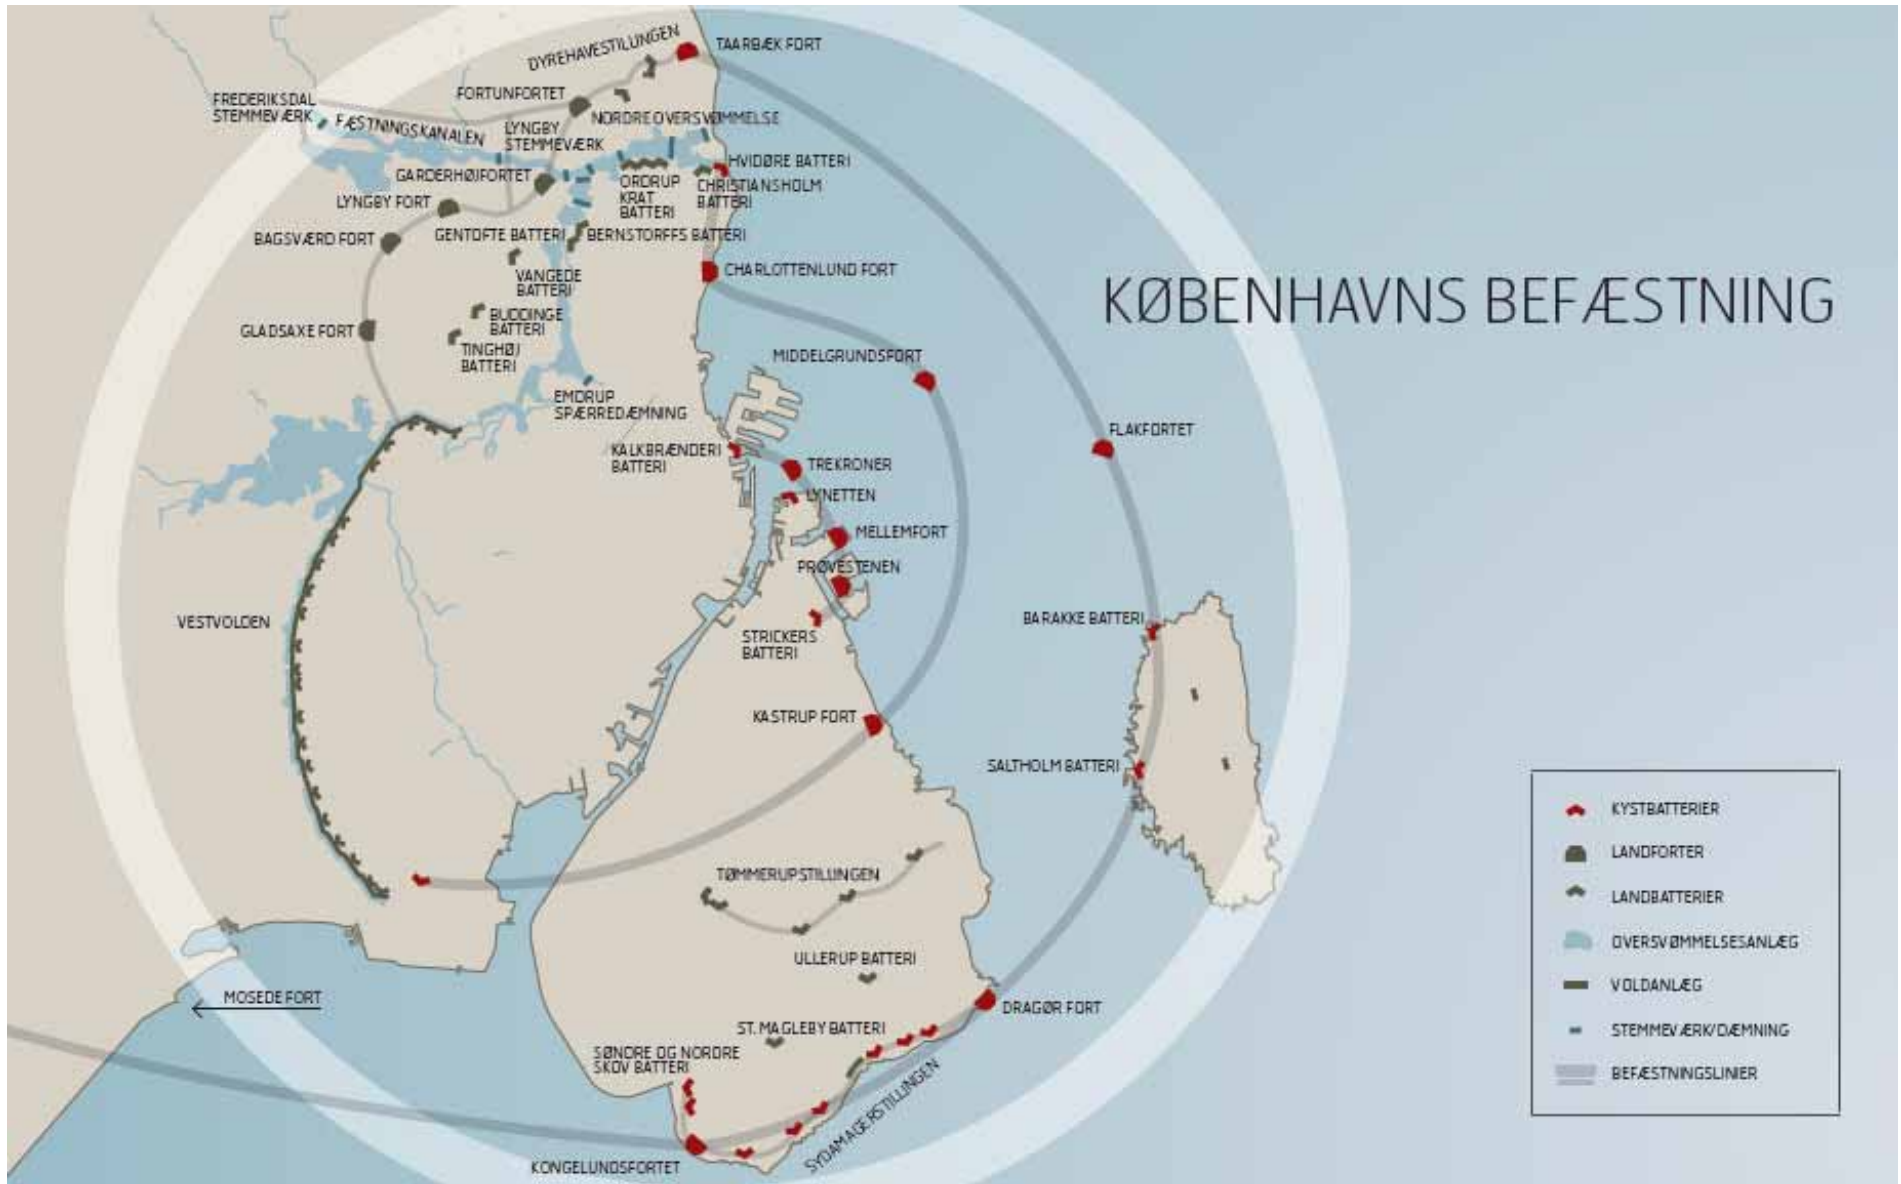 DYREHAVESTILUNGEN
TAARBÆK FORT
FORTUNFORTET
FREDERIKSDAL
STEMMEVÆRK
FÆSTNINGSKANALEN
LYNGBY
STEMMEVÆRK
NORDRE OVERSVØMMELSE
HVIDØRE BATTERI
GARDERHØJFORTET
ORDRUP
KRAT
BATTERI
CHRISTIANSHOLM
BATTERI
LYNGBY FORT
BAGSVÆRD FORT
GENTOFTE BATTERI
BERNSTORFFS BATTERI
VANGEDE
BATTERI
CHARLOTTENLUND FORT
KØBENHAVNS BEFÆSTNING
BUDDINGE
BATTERI
GLADSAXE FORT
TINGHØJ
BATTERI
MIDDELGRUNDSFORT
EMDRUP
SPÆRREDÆMNING
FLAKFORTET
KALKBRÆNDERI
BATTERI
TREKRONER
LYNETTEN
MELLEMFORT
PRØVESTENEN
VESTVOLDEN
STRICKERS
BATTERI
BARAKKE BATTERI
KASTRUP FORT
SALTHOLM BATTERI
TØMMERUPSTILLINGEN
ULLERUP BATTERI
MOSEDE FORT
DRAGØR FORT
ST. MAGLEBY BATTERI
SØNDRE OG NORDRE
SKOV BATTERI
SYDAMAGERSTILLINGEN
KONGELUNDSFORTET
KYSTBATTERIER
LANDFORTER
LANDBATTERIER
OVERSVØMMELSESANLÆG
VOLDANLÆG
STEMMEVÆRK/DÆMNING
BEFÆSTNINGSLINIER